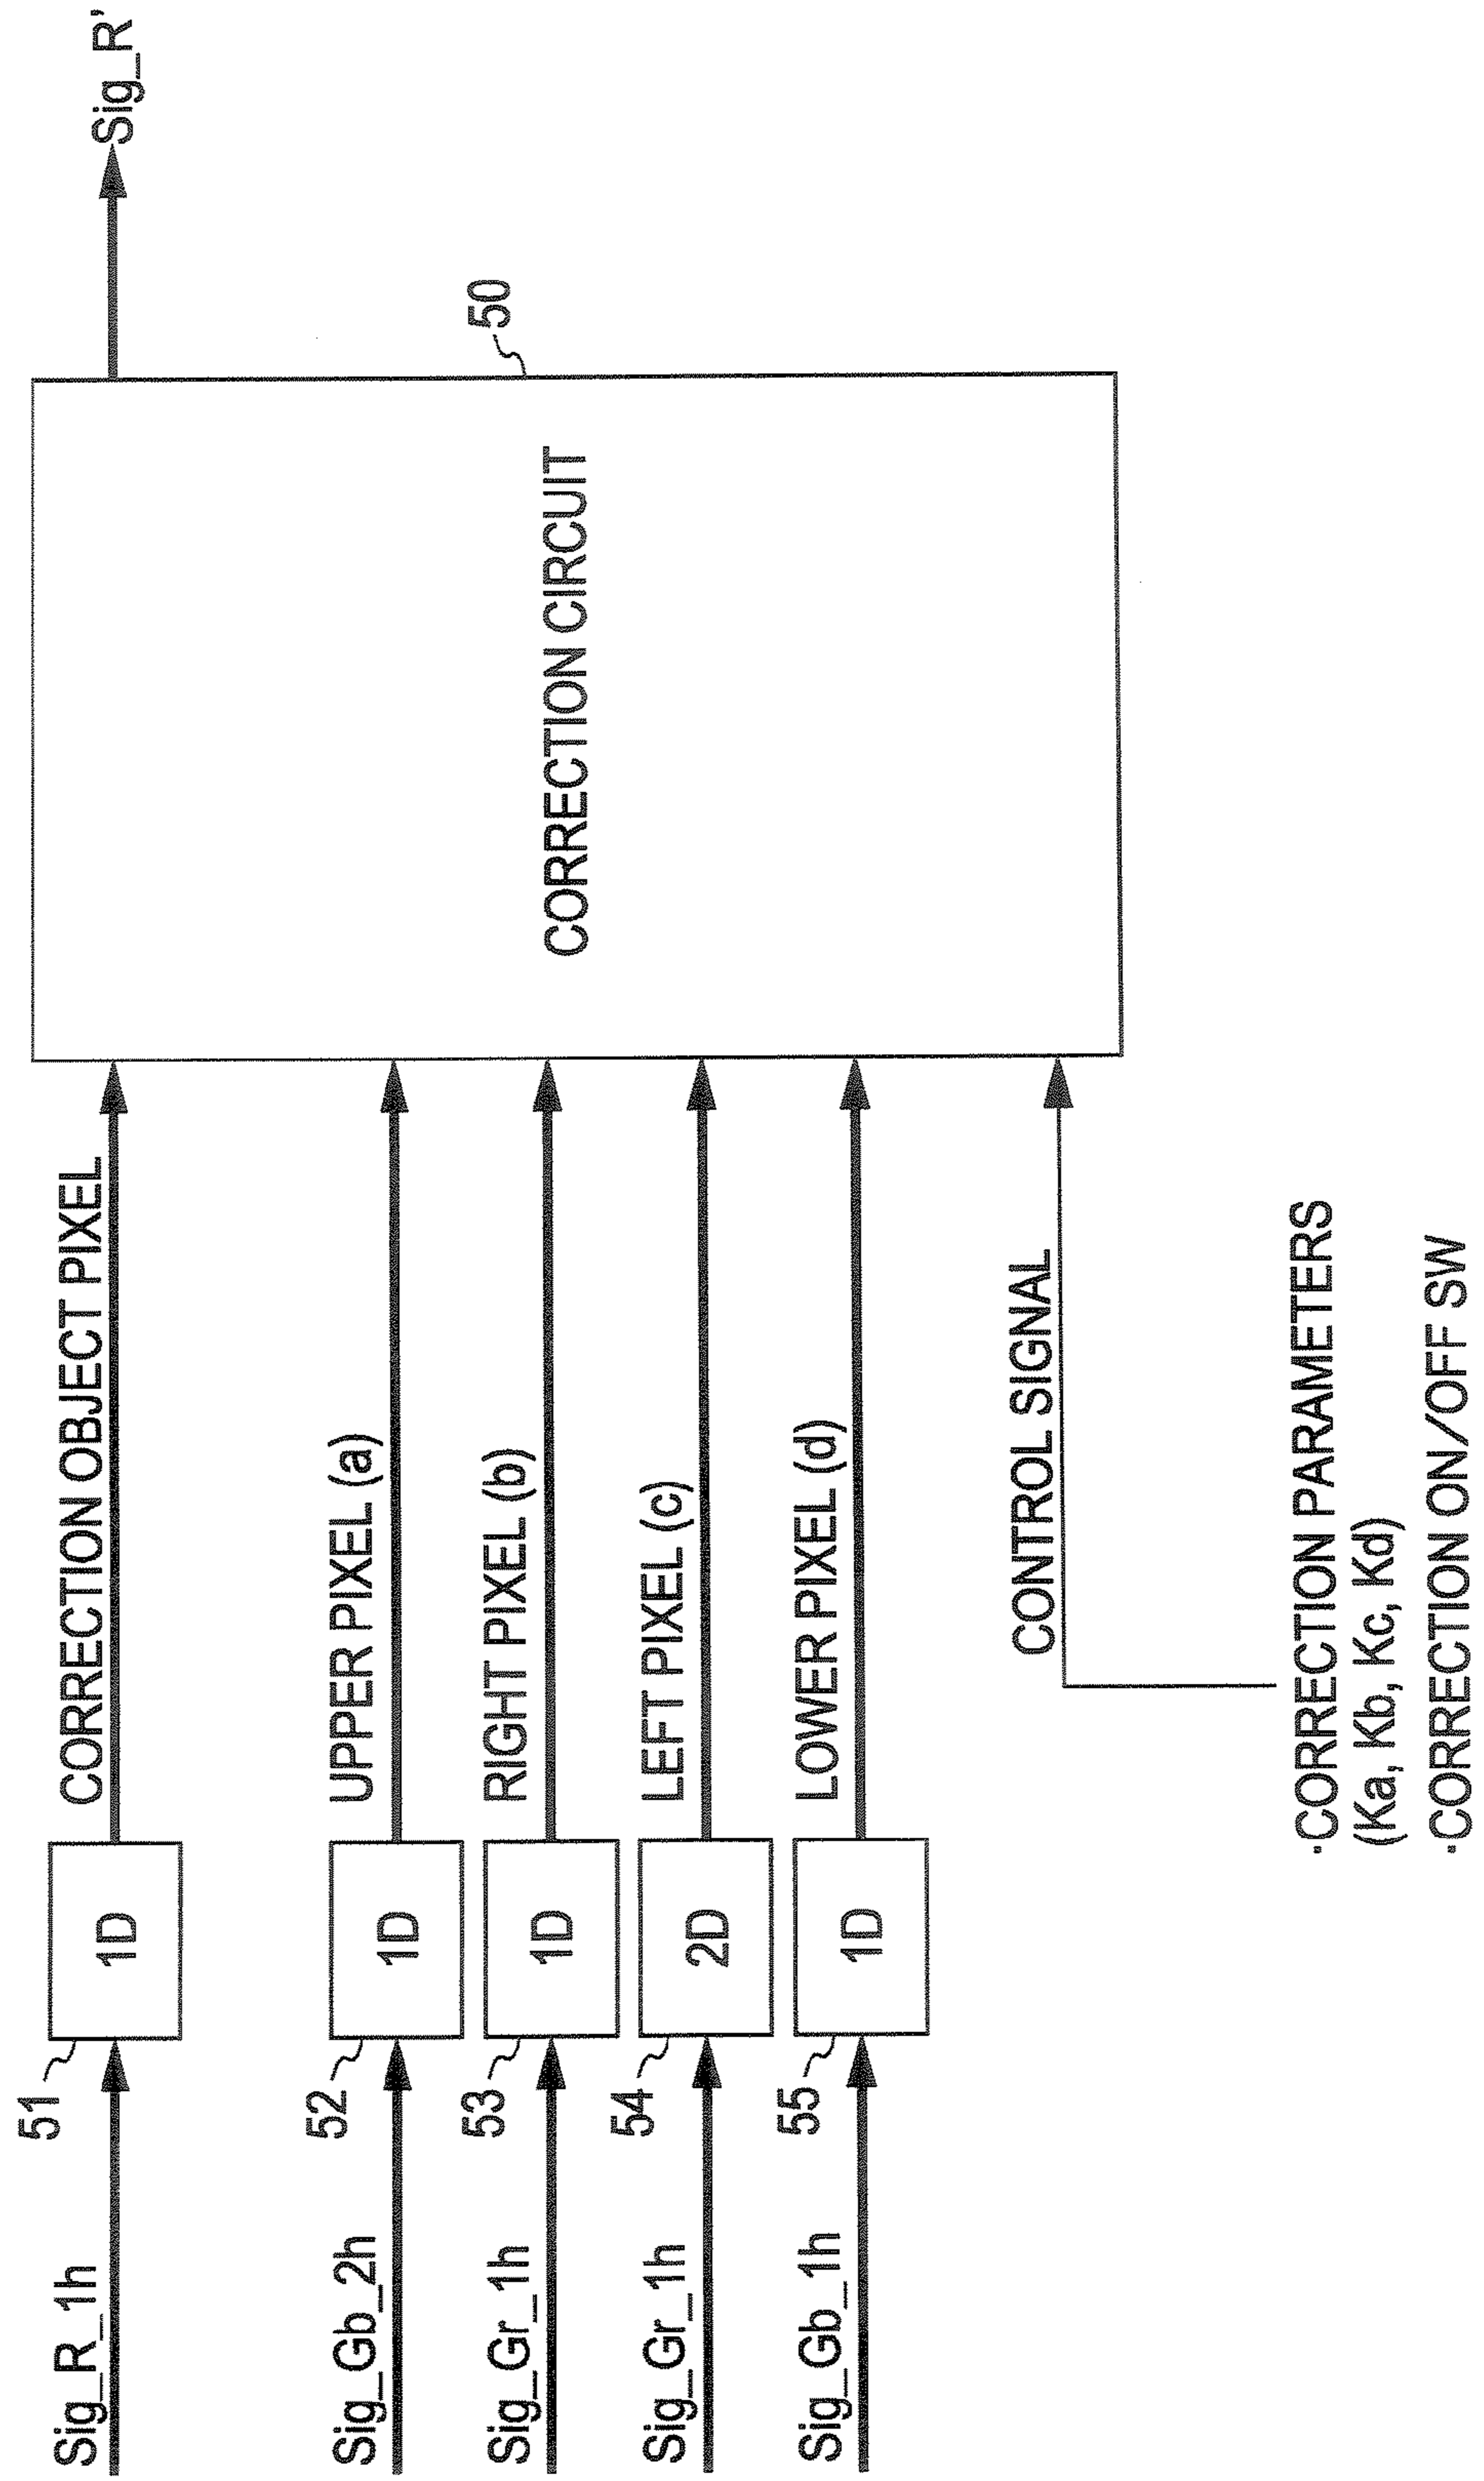 Sig_R_1h
51
1D
CORRECTION OBJECT PIXEL
Sig_R'
Sig_Gb_2h
52
1D
UPPER PIXEL (a)
Sig_Gr_1h
53
1D
RIGHT PIXEL (b)
50
CORRECTION CIRCUIT
Sig_Gr_1h
54
2D
LEFT PIXEL (c)
Sig_Gb_1h
55
1D
LOWER PIXEL (d)
CONTROL SIGNAL
·CORRECTION PARAMETERS
(Ka, Kb, Kc, Kd)
·CORRECTION ON/OFF SW